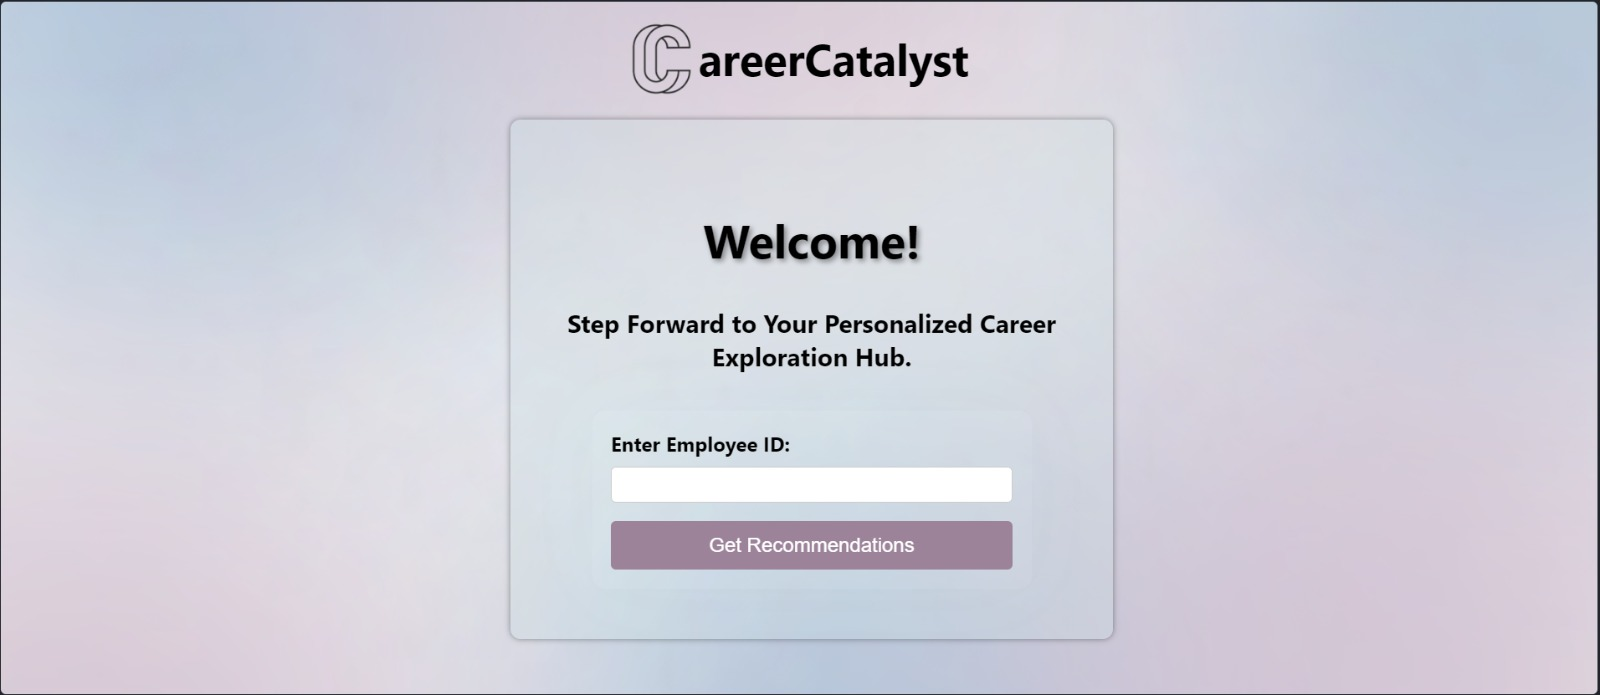 CareerCatalyst
Welcome!
Step Forward to Your Personalized Career
Exploration Hub.
Enter Employee ID:
Get Recommendations